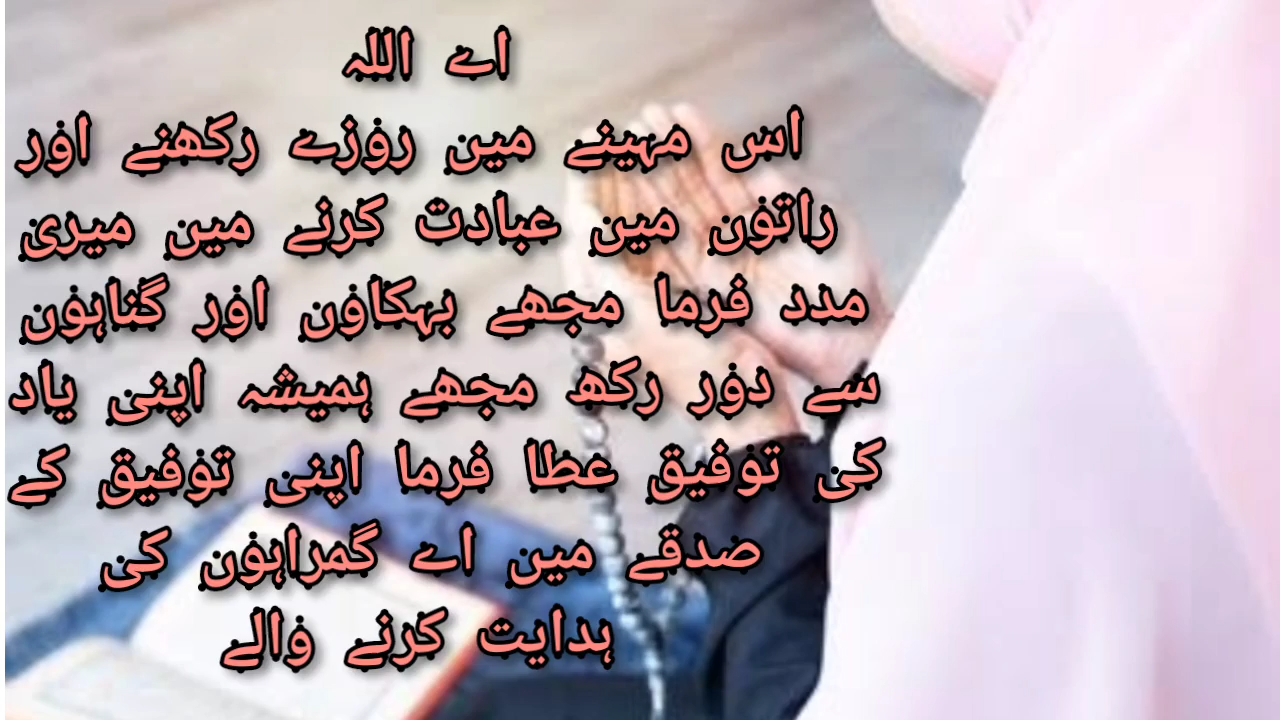 اے اللہ
اس مہینے میں روزے رکھنے اور
راتوں میں عبادت کرنے میں میری
مدد فرما مجھے بہکاوں اور گناہوں
سے دور رکھ مجھے ہمیشہ اپنی یاد
کی توفیق عطا فرما اپنی توفیق کے
صدقے میں اے گمراہوں کی
ہدایت کرنے والے